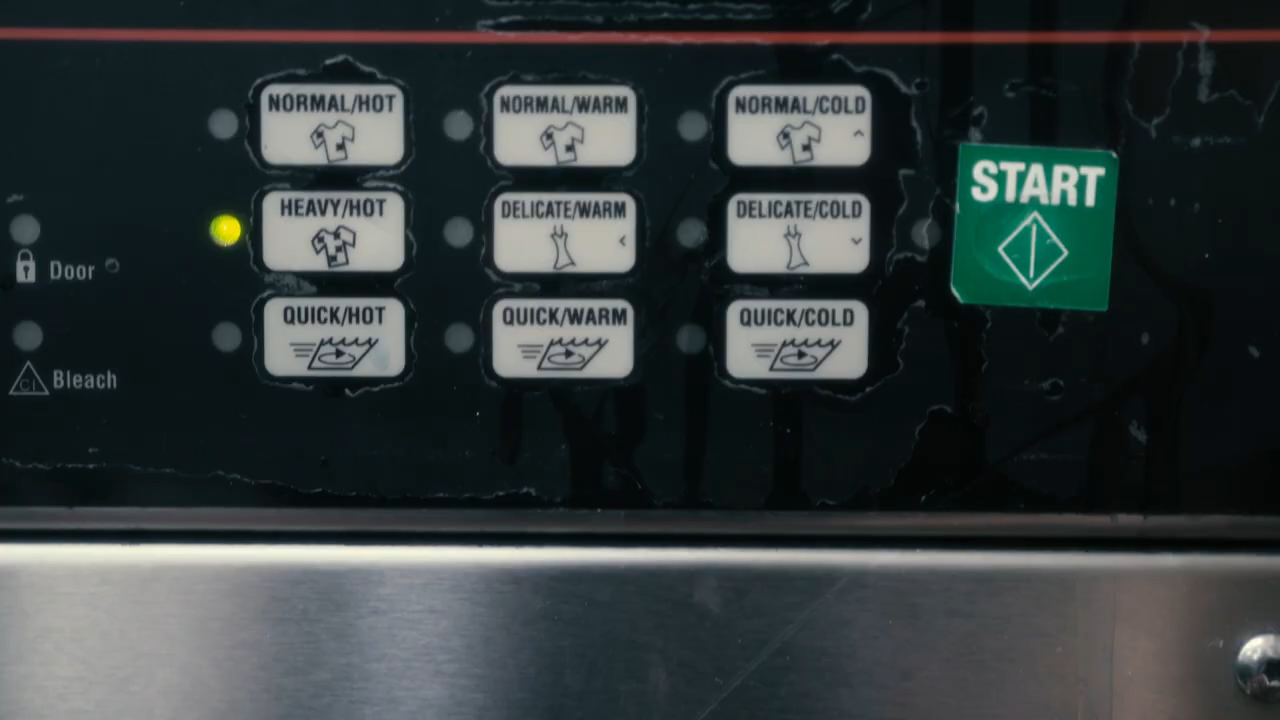 NORMAL/HOT
NORMAL/WARM
NORMAL/COLD
START
HEAVY/HOT
DELICATE/WARM
DELICATE/COLD
Door
QUICK/HOT
QUICK/WARM
QUICK/COLD
Cl
Bleach